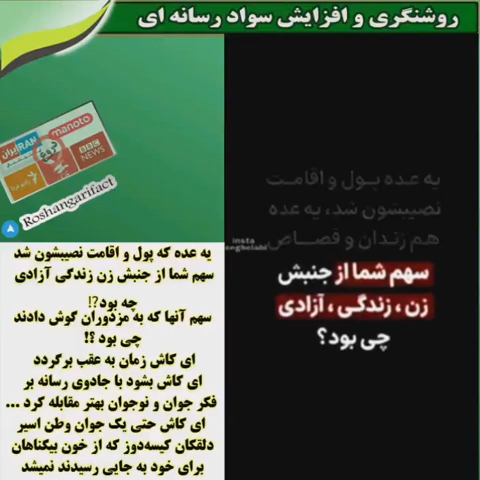 روشنگری و افزایش سواد رسانه ای
manoto
ایران
IRAN
BBC
NEWS
Roshangarifact
یه عده که پول و اقامت نصیبشون شد
سهم شما از جنبش زن زندگی آزادی
چه بود⁉
سهم آنها که به مزدوران گوش دادند
چی بود ⁉
ای کاش زمان به عقب برگردد
ای کاش بشود با جادوی رسانه بر
فکر جوان و نوجوان بهتر مقابله کرد ...
ای کاش حتی یک جوان وطن اسیر
دلقکان کیسه‌دوز که از خون بیگناهان
برای خود به جایی رسیدند نمیشد
یه عده پول و اقامت
نصیبشون شد، یه عده
هم زندان و قصاص
insta
سهم شما از جنبش
زن ، زندگی ، آزادی
چی بود؟